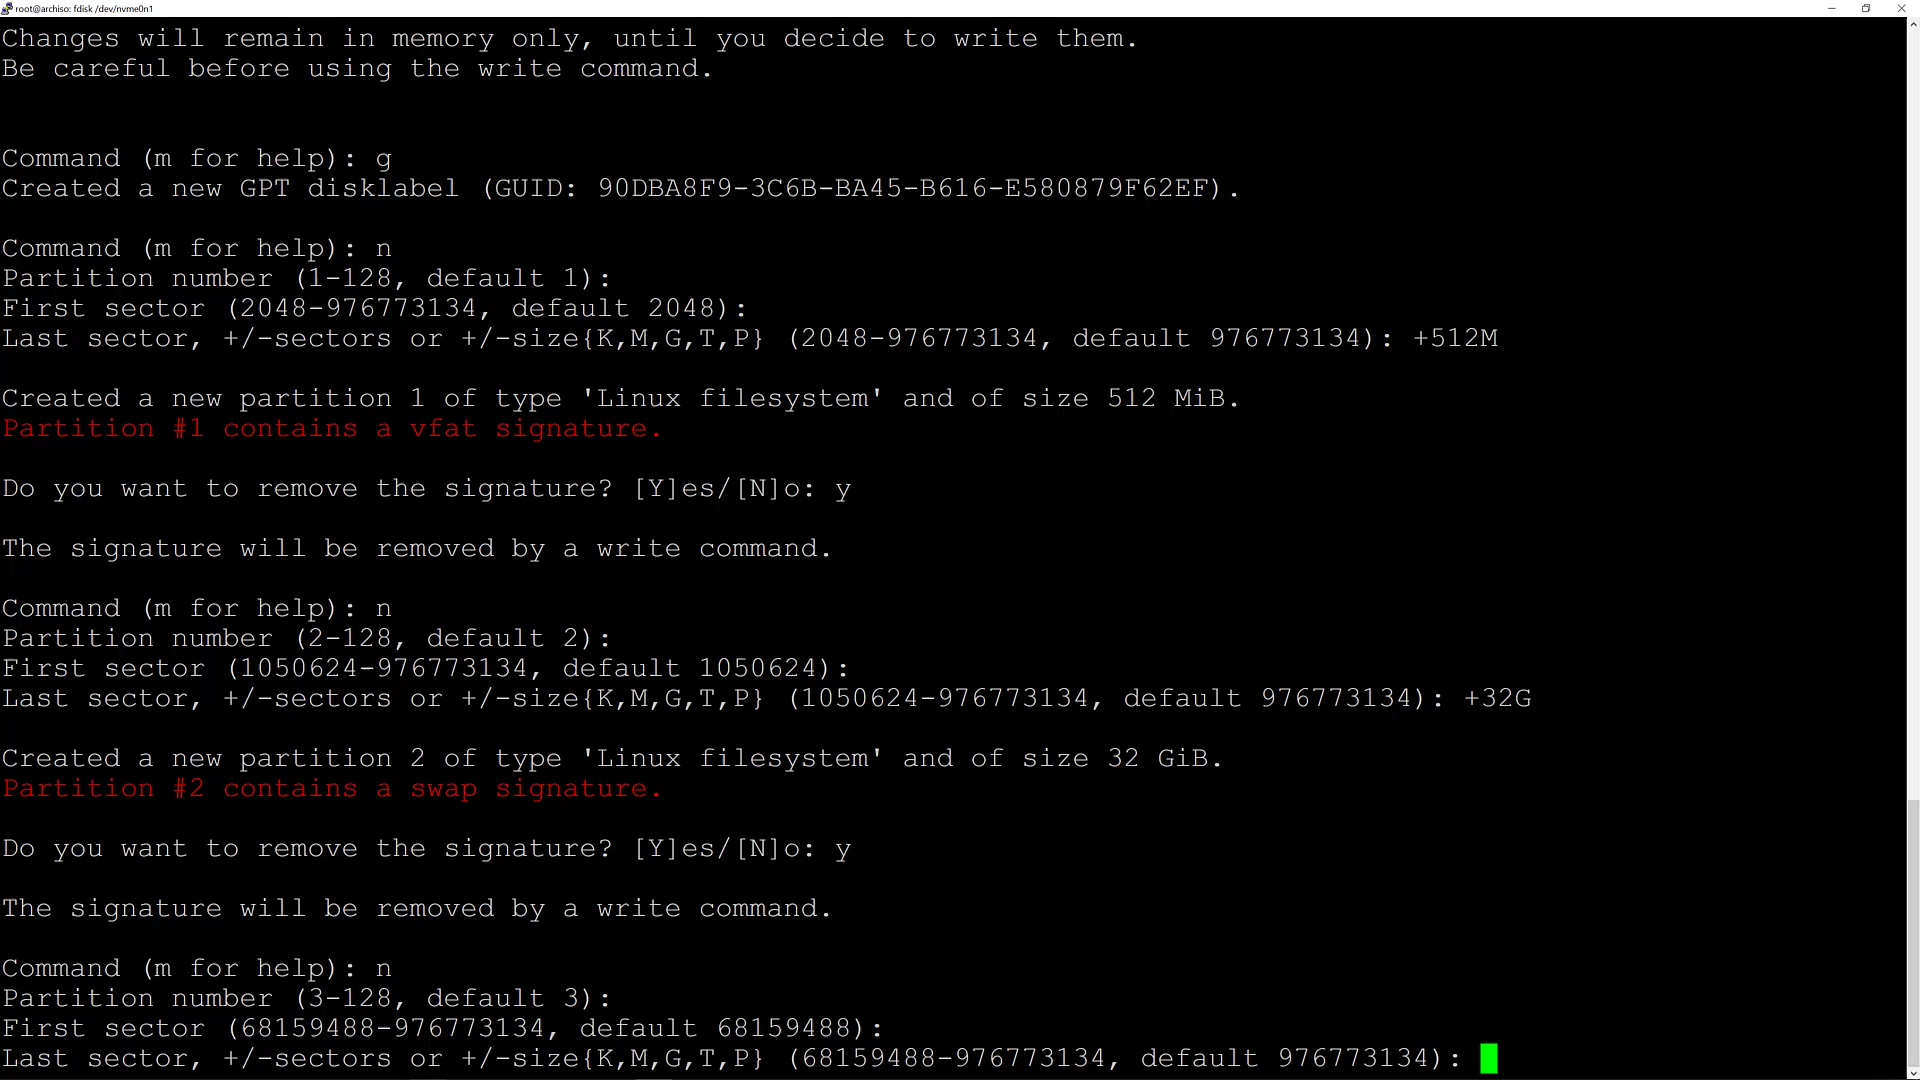 root@archiso: fdisk /dev/nvme0n1
Changes will remain in memory only, until you decide to write them.
Be careful before using the write command.
Command (m for help): g
Created a new GPT disklabel (GUID: 90DBA8F9-3C6B-BA45-B616-E580879F62EF).
Command (m for help): n
Partition number (1-128, default 1):
First sector (2048-976773134, default 2048):
Last sector, +/-sectors or +/-size{K,M,G,T,P} (2048-976773134, default 976773134): +512M
Created a new partition 1 of type 'Linux filesystem' and of size 512 MiB.
Partition #1 contains a vfat signature.
Do you want to remove the signature? [Y]es/[N]o: y
The signature will be removed by a write command.
Command (m for help): n
Partition number (2-128, default 2):
First sector (1050624-976773134, default 1050624):
Last sector, +/-sectors or +/-size{K,M,G,T,P} (1050624-976773134, default 976773134): +32G
Created a new partition 2 of type 'Linux filesystem' and of size 32 GiB.
Partition #2 contains a swap signature.
Do you want to remove the signature? [Y]es/[N]o: y
The signature will be removed by a write command.
Command (m for help): n
Partition number (3-128, default 3):
First sector (68159488-976773134, default 68159488):
Last sector, +/-sectors or +/-size{K,M,G,T,P} (68159488-976773134, default 976773134):